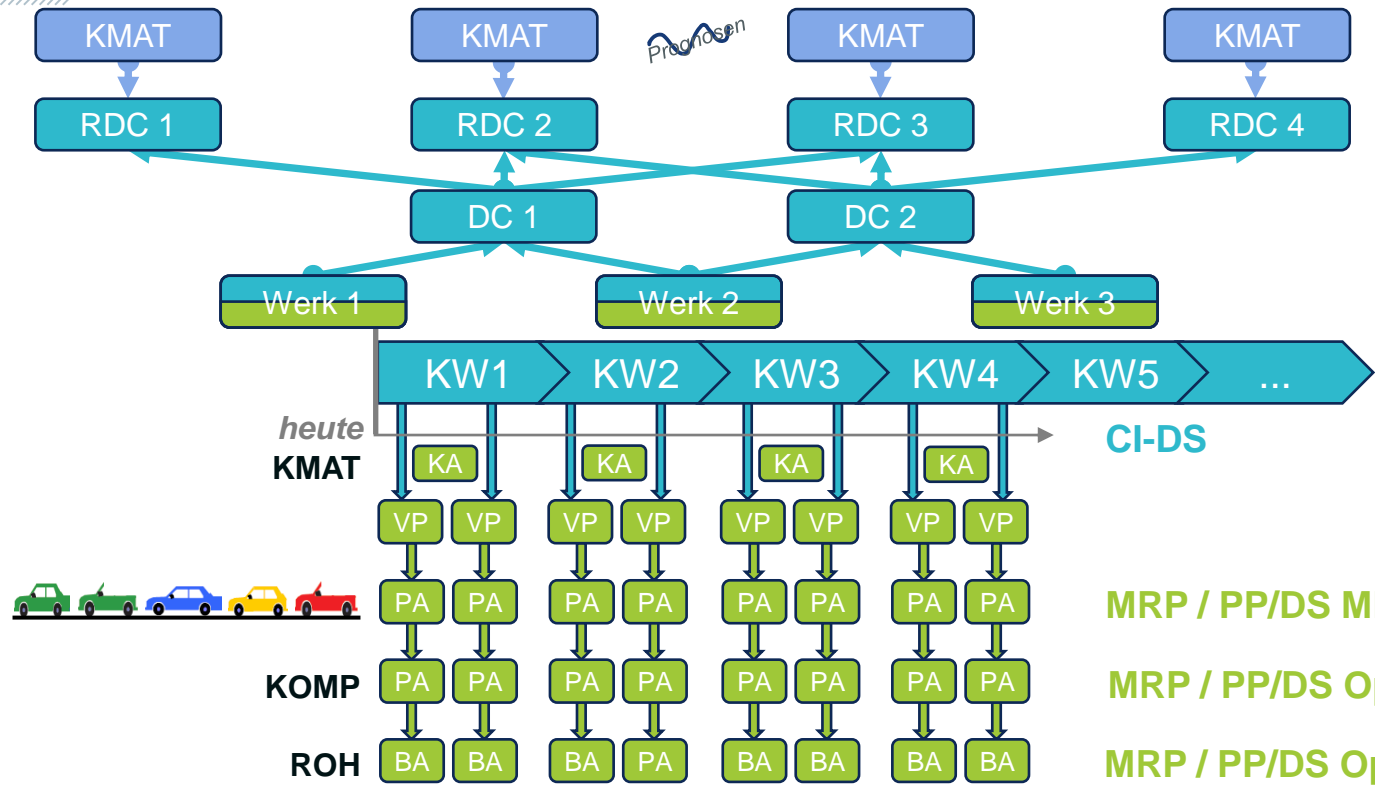 KMAT KMAT Prognosen KMAT KMAT
RDC 1 RDC 2 RDC 3 RDC 4
DC 1 DC 2
Werk 1 Werk 2 Werk 3
KW1 KW2 KW3 KW4 KW5 ...
heute CI-DS
KMAT KA KA KA KA
VP VP VP VP VP VP VP VP
PA PA PA PA PA PA PA PA MRP / PP/DS M
KOMP PA PA PA PA PA PA PA PA MRP / PP/DS Op
ROH BA BA BA PA BA BA BA BA MRP / PP/DS Op